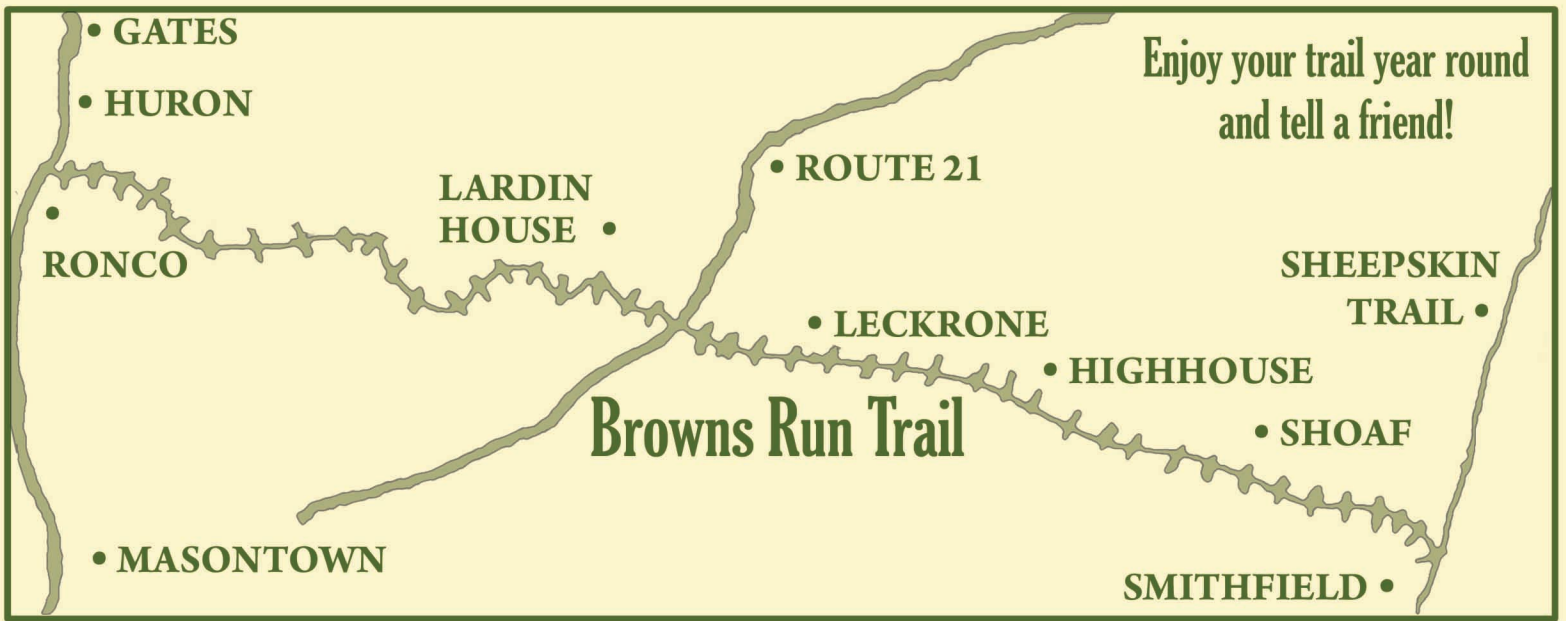 GATES
HURON
Enjoy your trail year round
and tell a friend!
ROUTE 21
LARDIN
HOUSE
RONCO
SHEEPSKIN
TRAIL
LECKRONE
HIGHHOUSE
Browns Run Trail
SHOAF
MASONTOWN
SMITHFIELD